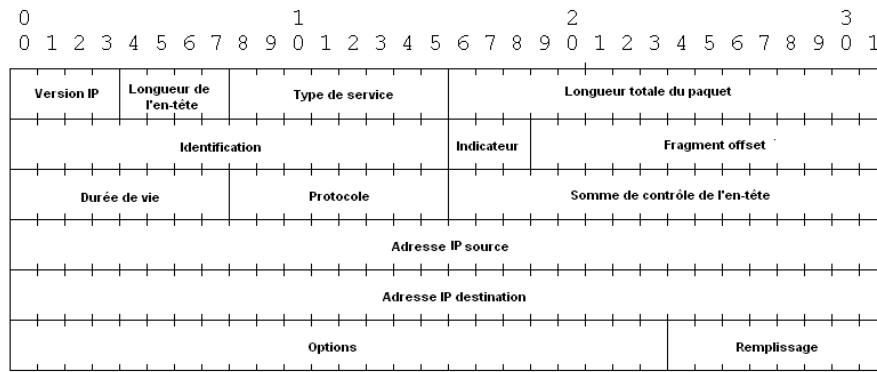 0 1 2 3
0 1 2 3 4 5 6 7 8 9 0 1 2 3 4 5 6 7 8 9 0 1 2 3 4 5 6 7 8 9 0 1
Version IP Longueur de l'en-tête Type de service Longueur totale du paquet
Identification Indicateur Fragment offset
Durée de vie Protocole Somme de contrôle de l'en-tête
Adresse IP source
Adresse IP destination
Options Remplissage